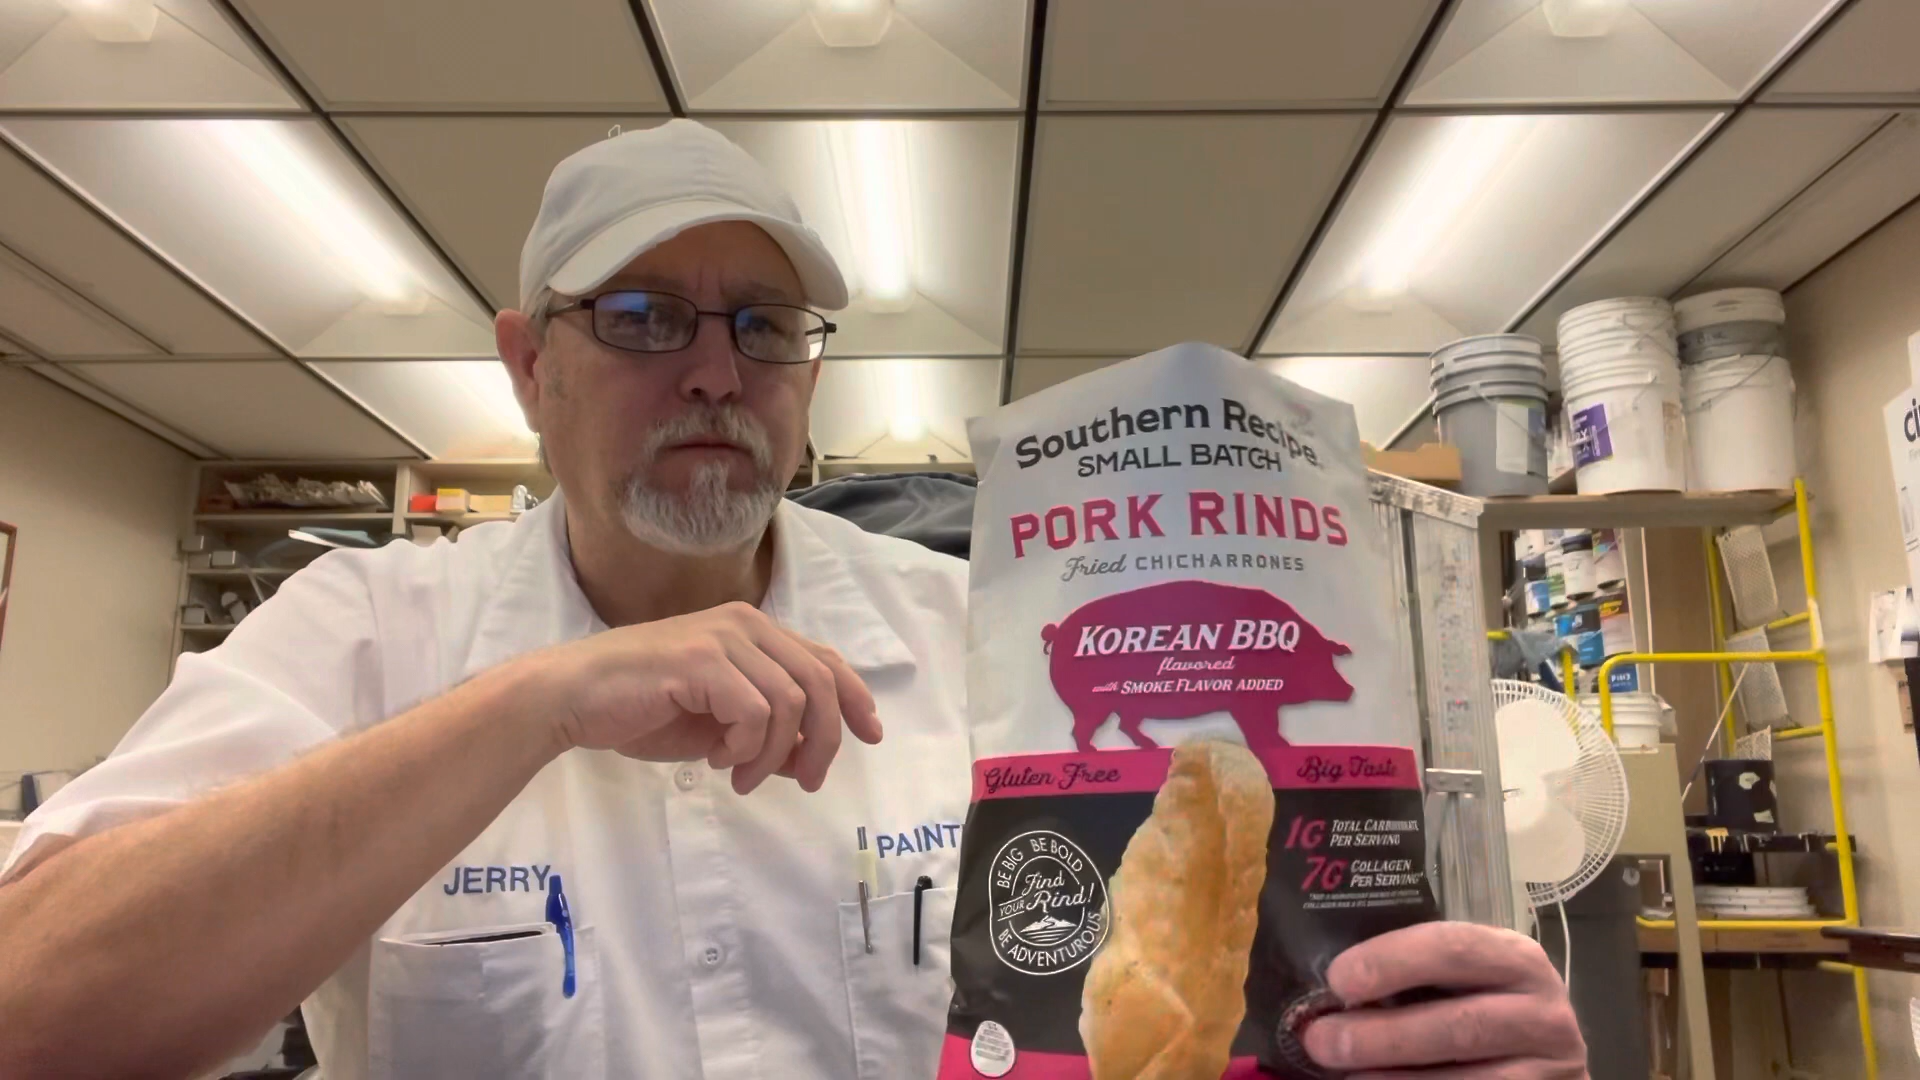 Southern Recipe
SMALL BATCH
PORK RINDS
Fried CHICHARRONES
KOREAN BBQ
flavored
with SMOKE FLAVOR ADDED
Gluten Free
Big Taste
1G TOTAL CARBOHYDRATE
PER SERVING
7G COLLAGEN
PER SERVING*
BE BIG BE BOLD
Find
YOUR Rind!
BE ADVENTUROUS
JERRY
PAINT